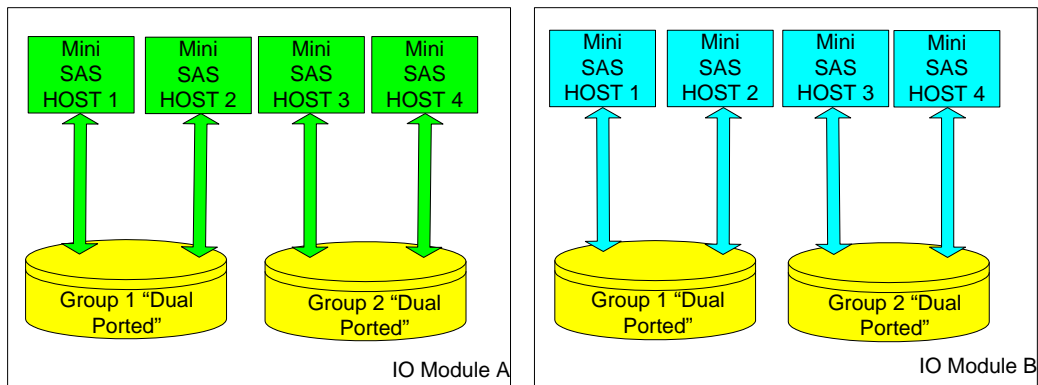 Mini
SAS
HOST 1
Mini
SAS
HOST 2
Mini
SAS
HOST 3
Mini
SAS
HOST 4
Group 1 “Dual
Ported”
Group 2 “Dual
Ported”
IO Module A
Mini
SAS
HOST 1
Mini
SAS
HOST 2
Mini
SAS
HOST 3
Mini
SAS
HOST 4
Group 1 “Dual
Ported”
Group 2 “Dual
Ported”
IO Module B